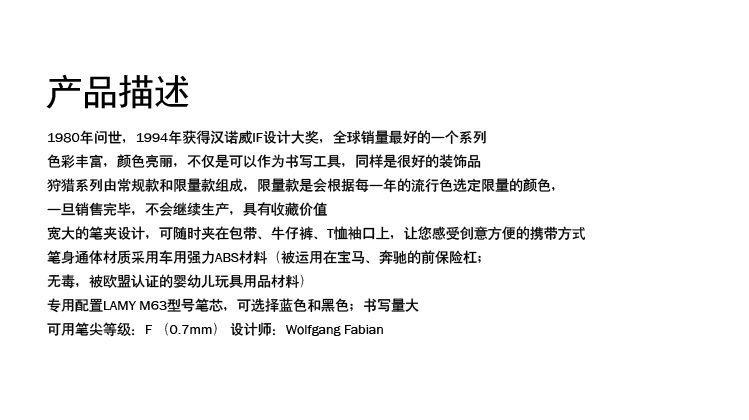 产品描述
1980年问世，1994年获得汉诺威IF设计大奖，全球销量最好的一个系列
色彩丰富，颜色亮丽，不仅是可以作为书写工具，同样是很好的装饰品
狩猎系列由常规款和限量款组成，限量款是会根据每一年的流行色选定限量的颜色，
一旦销售完毕，不会继续生产，具有收藏价值
宽大的笔夹设计，可随时夹在包带、牛仔裤、T恤袖口上，让您感受创意方便的携带方式
笔身通体材质采用车用强力ABS材料（被运用在宝马、奔驰的前保险杠；
无毒，被欧盟认证的婴幼儿玩具用品材料）
专用配置LAMY M63型号笔芯，可选择蓝色和黑色；书写量大
可用笔尖等级：F （0.7mm） 设计师：Wolfgang Fabian